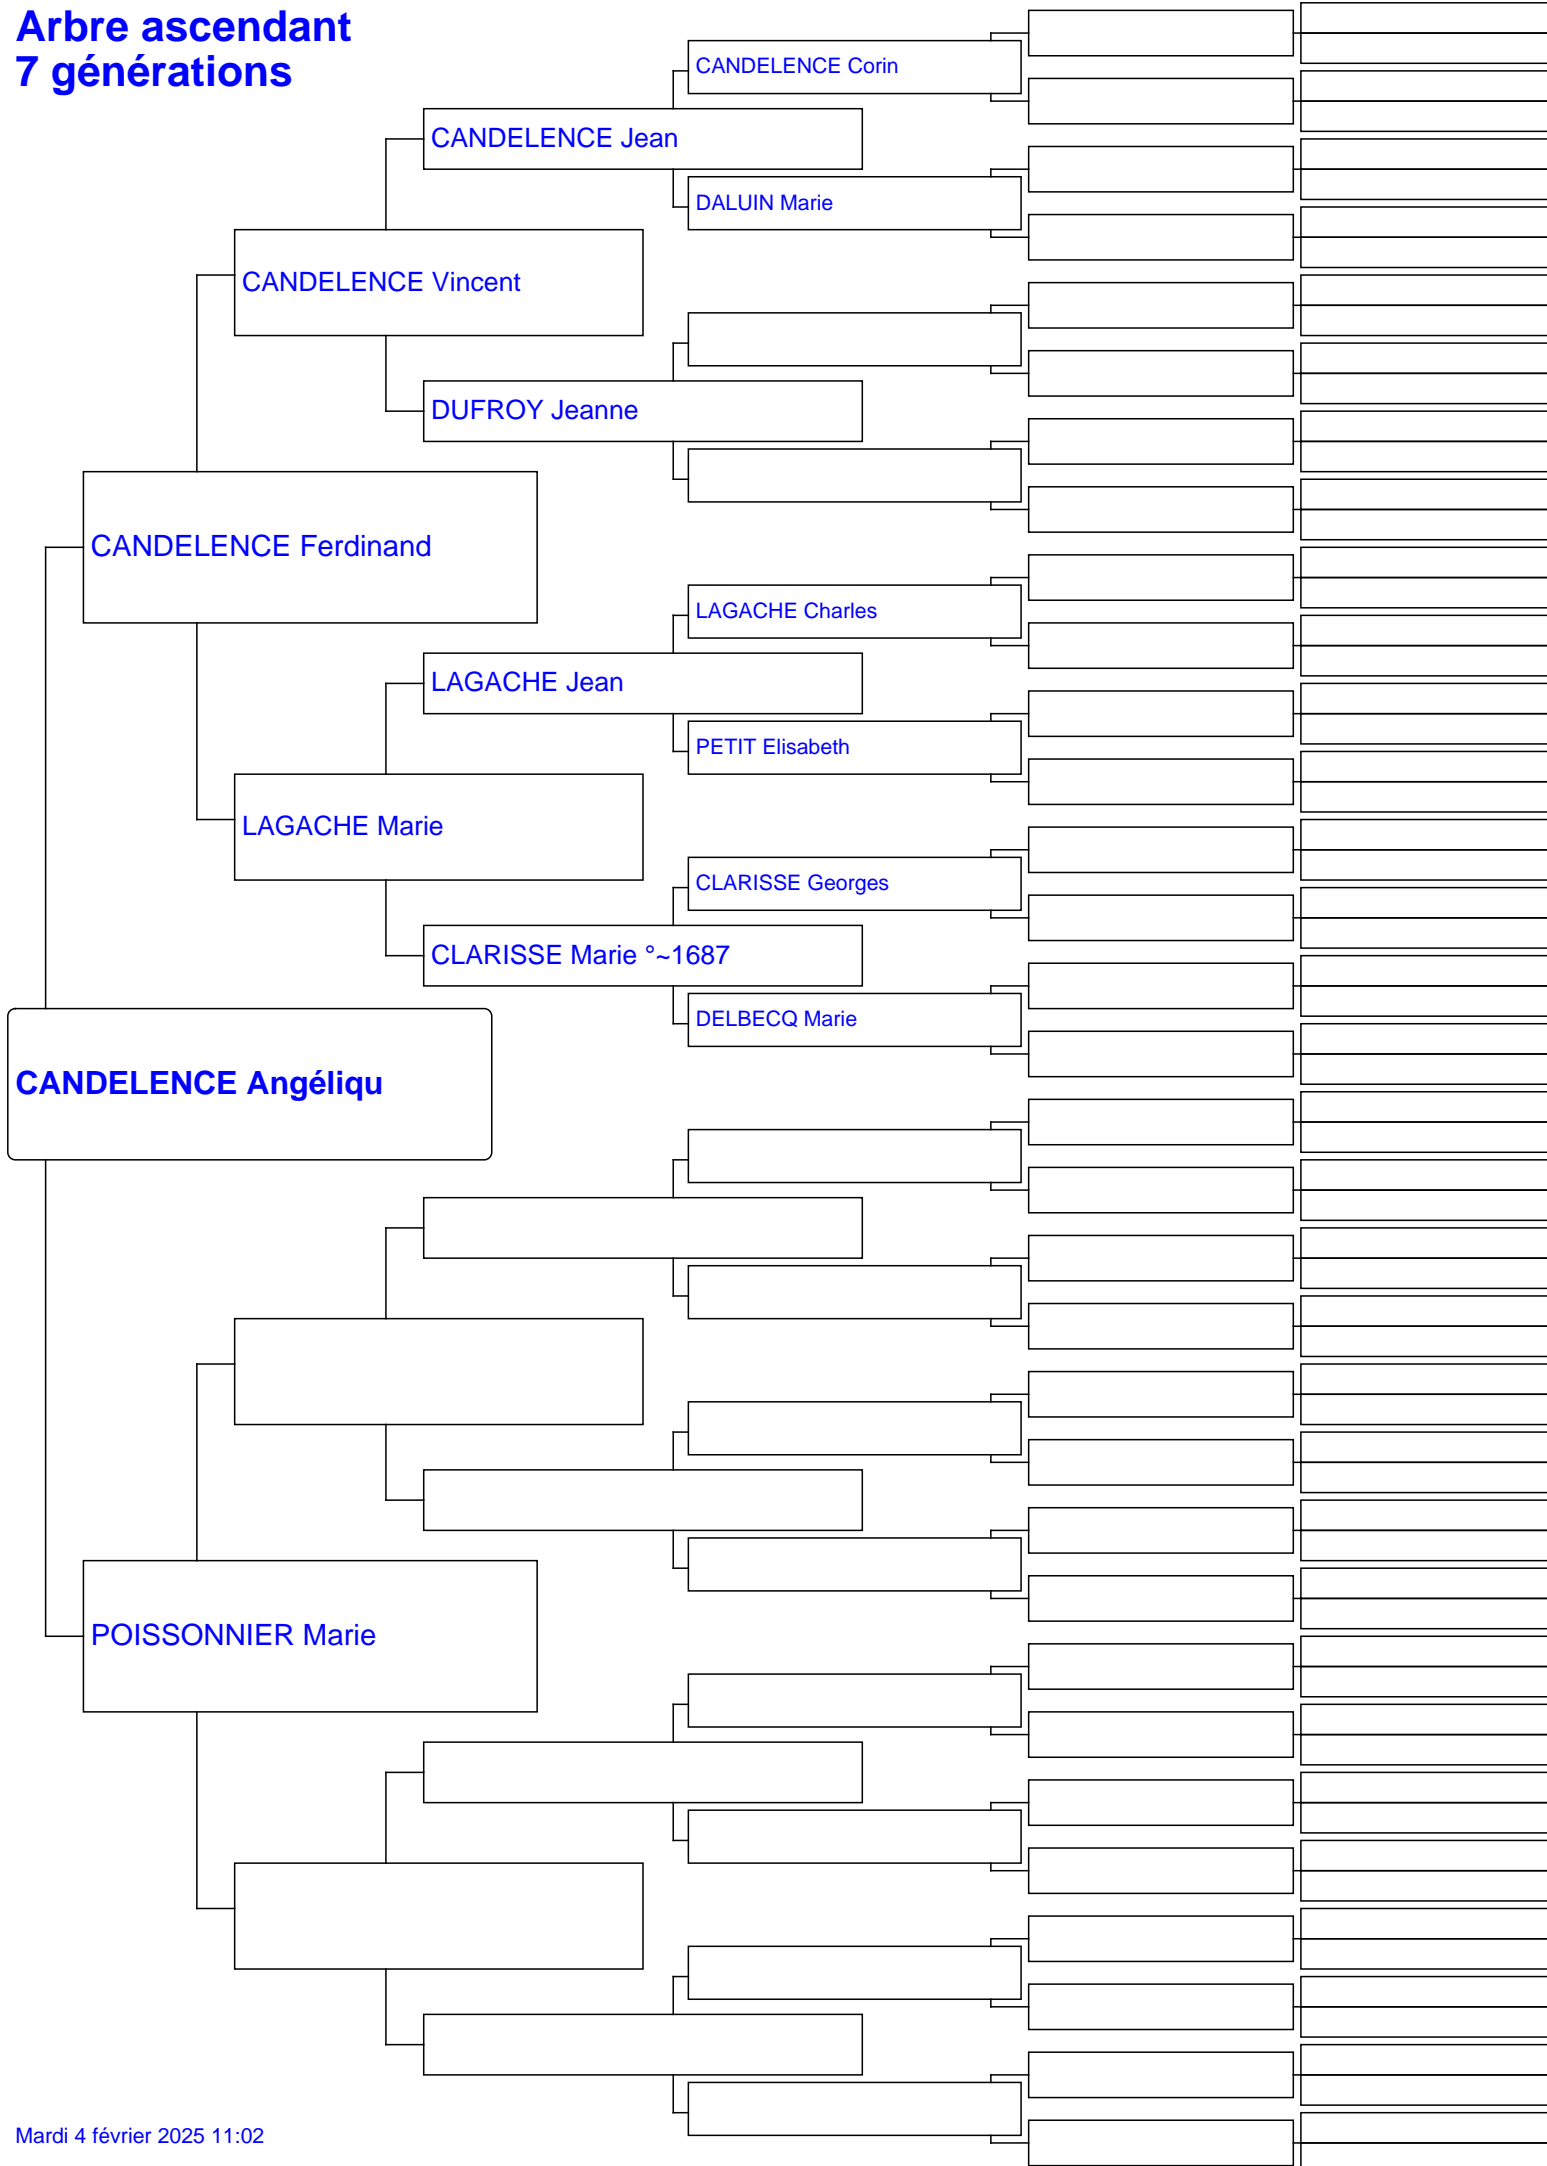 Arbre ascendant
7 générations
CANDELENCE Corin
CANDELENCE Jean
DALUIN Marie
CANDELENCE Vincent
DUFROY Jeanne
CANDELENCE Ferdinand
LAGACHE Charles
LAGACHE Jean
PETIT Elisabeth
LAGACHE Marie
CLARISSE Georges
CLARISSE Marie °~1687
DELBECQ Marie
CANDELENCE Angéliqu
POISSONNIER Marie
Mardi 4 février 2025 11:02